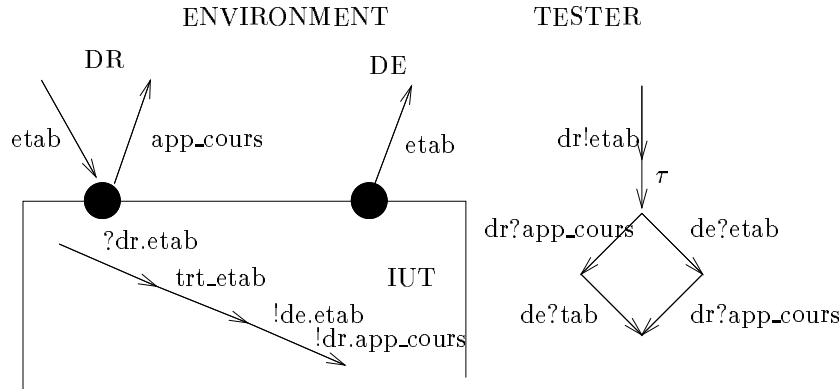 ENVIRONMENT TESTER
DR DE
etab app_cours etab dr!etab
τ
?dr.etab dr?app_cours de?etab
trt_etab IUT
!de.etab de?tab dr?app_cours
!dr.app_cours